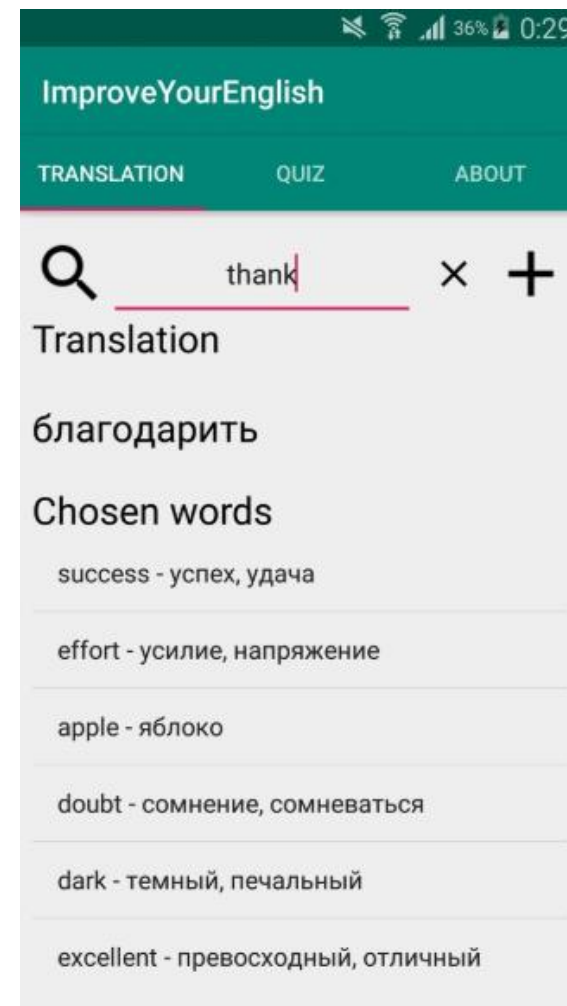 36% 0:29
ImproveYourEnglish
TRANSLATION QUIZ ABOUT
thank
Translation
благодарить
Chosen words
success - успех, удача
effort - усилие, напряжение
apple - яблоко
doubt - сомнение, сомневаться
dark - темный, печальный
excellent - превосходный, отличный